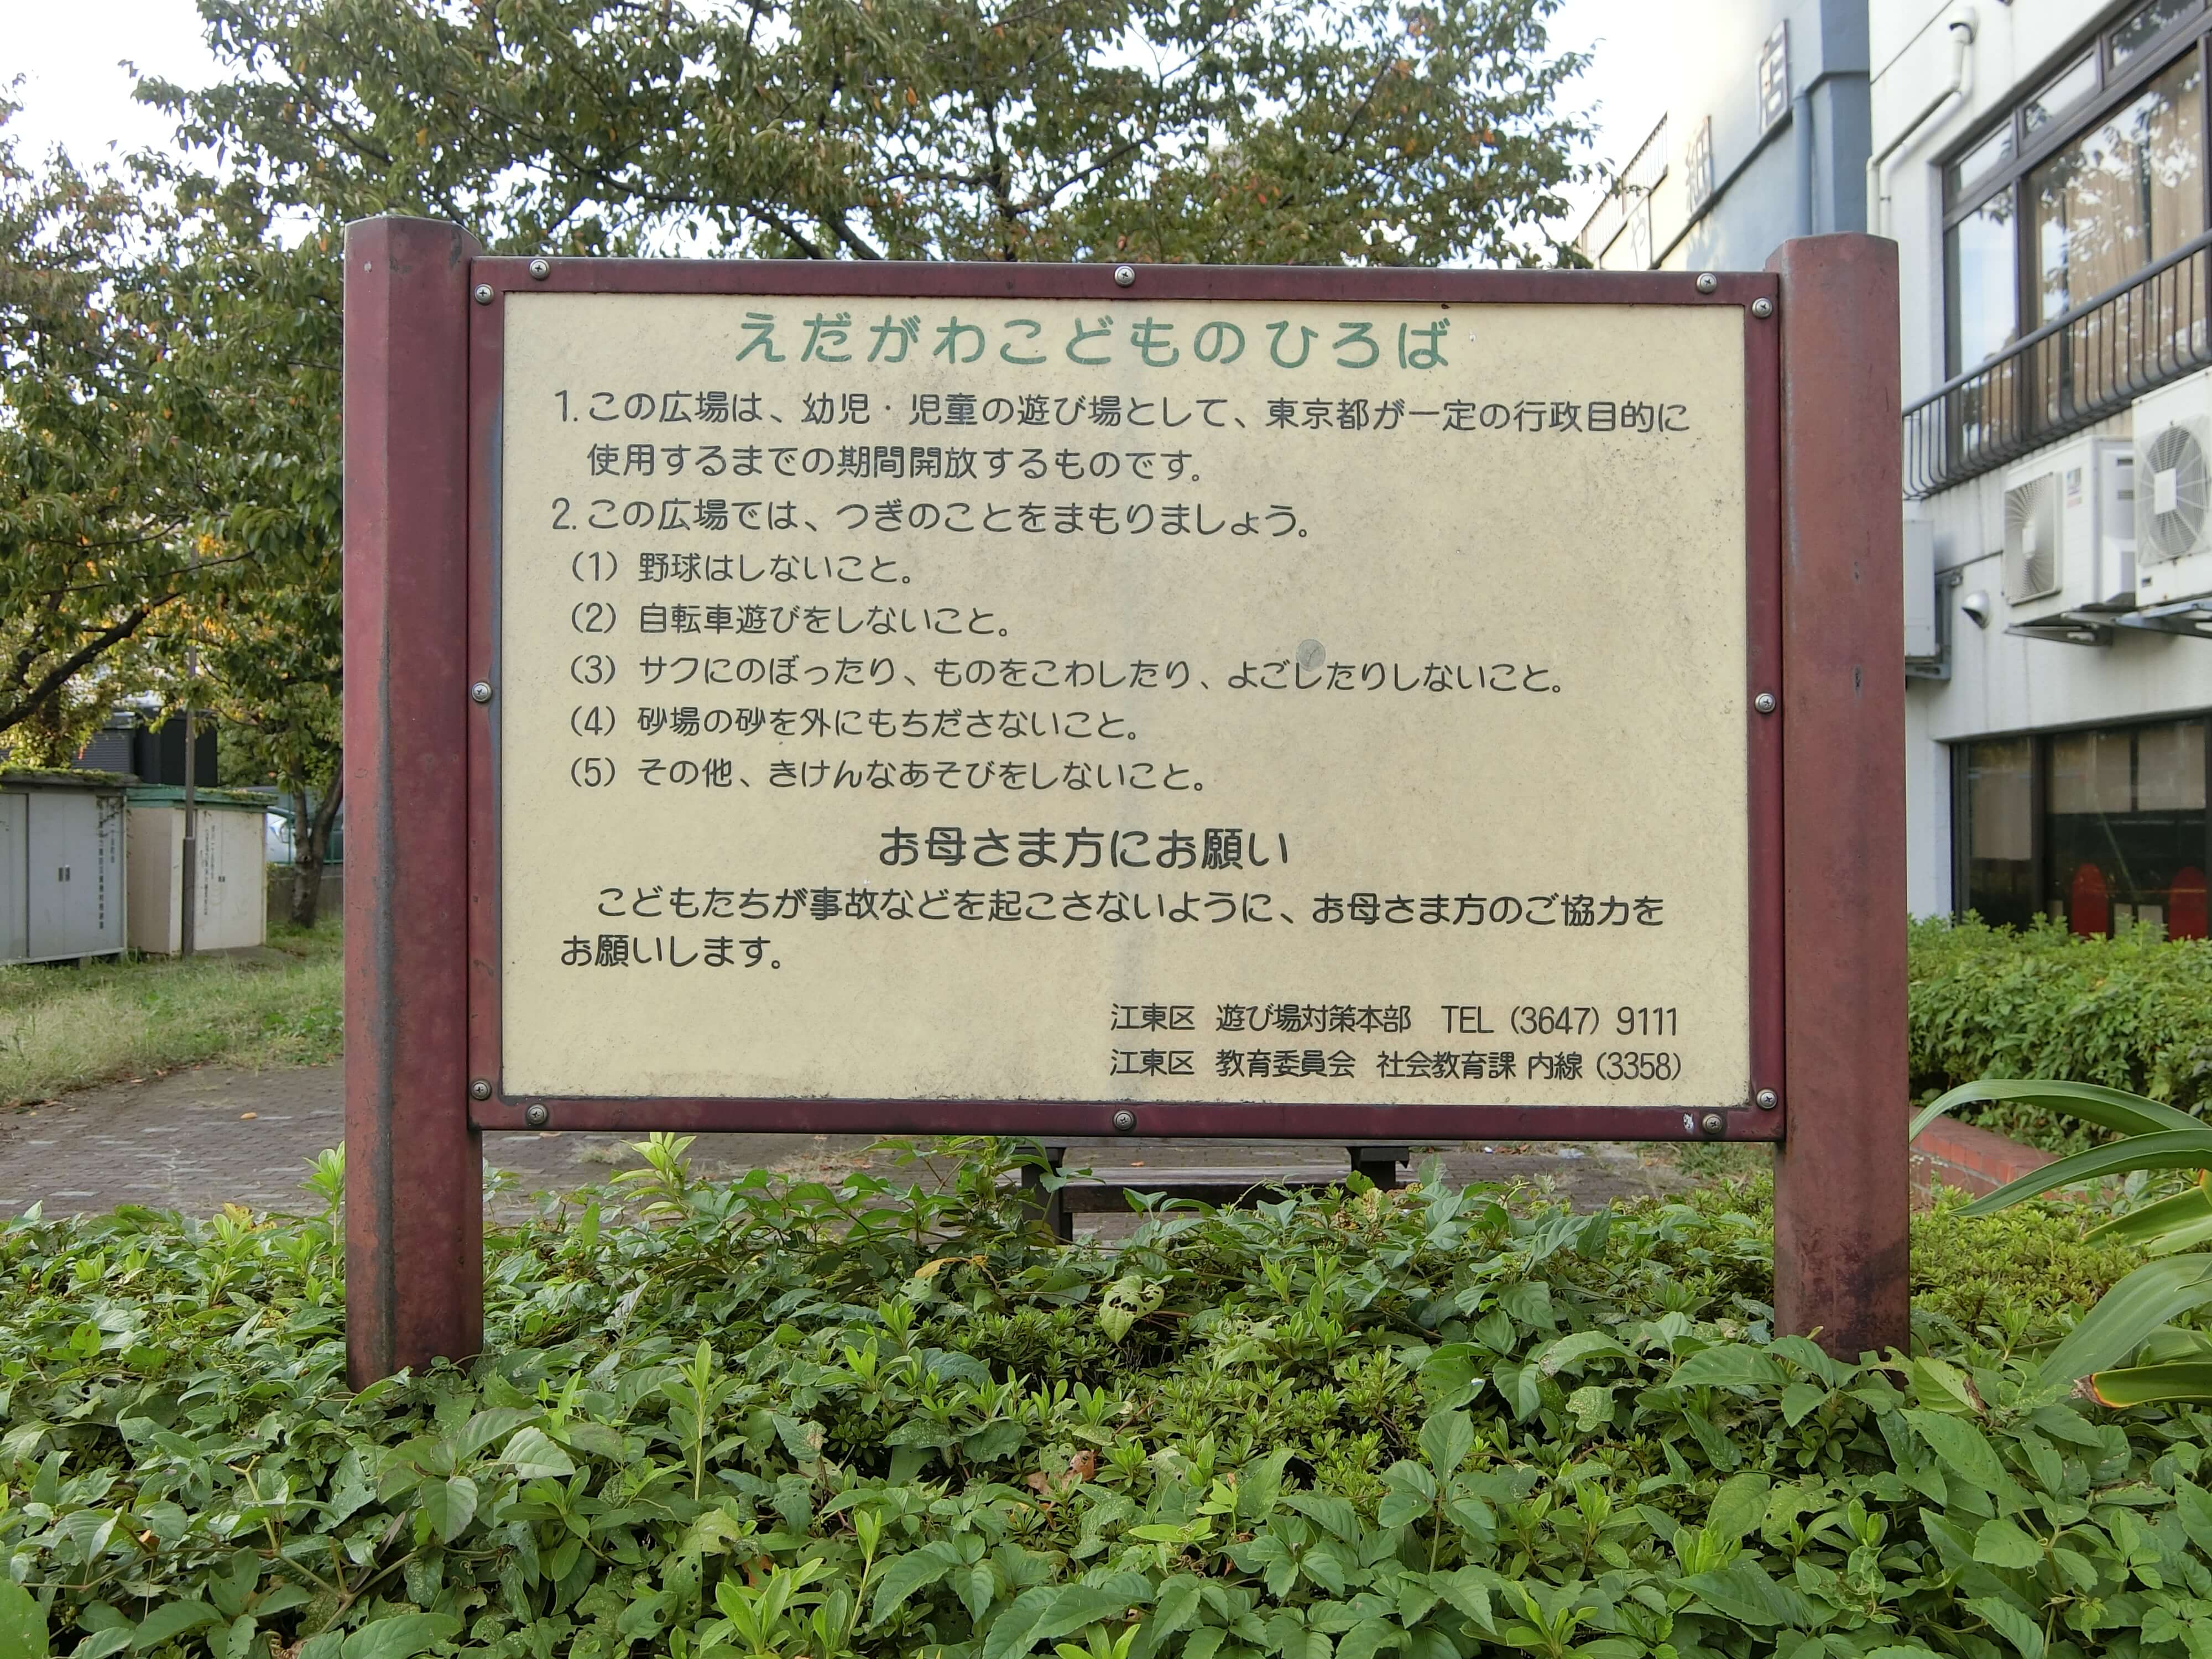 えだがわこどものひろば
1. この広場は、幼児・児童の遊び場として、東京都が一定の行政目的に
使用するまでの期間開放するものです。
2. この広場では、つぎのことをまもりましょう。
(1) 野球はしないこと。
(2) 自転車遊びをしないこと。
(3) サクにのぼったり、ものをこわしたり、よごしたりしないこと。
(4) 砂場の砂を外にもちださないこと。
(5) その他、きけんなあそびをしないこと。
お母さま方にお願い
こどもたちが事故などを起こさないように、お母さま方のご協力を
お願いします。
江東区 遊び場対策本部 TEL (3647) 9111
江東区 教育委員会 社会教育課 内線 (3358)